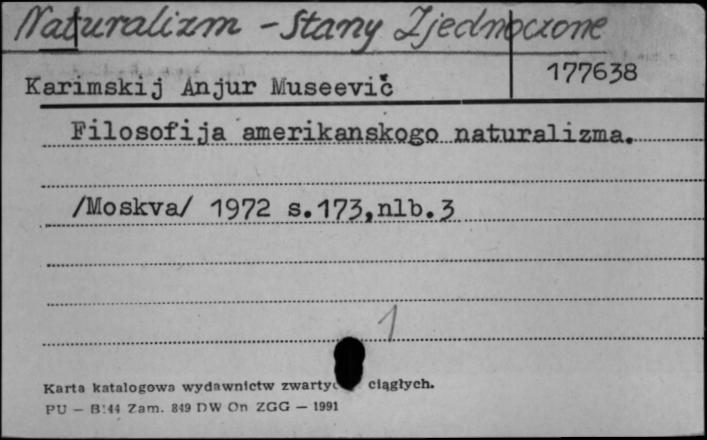 Naturalizm - Stany Zjednoczone
Karimskij Anjur Museevič
177638
Filosofija amerikanskogo naturalizma.
/Moskva/ 1972 s.173,nlb.3
1
Karta katalogowa wydawnictw zwartyc ciągłych.
PU — B:44 Zam. 849 DW On ZGG — 1991